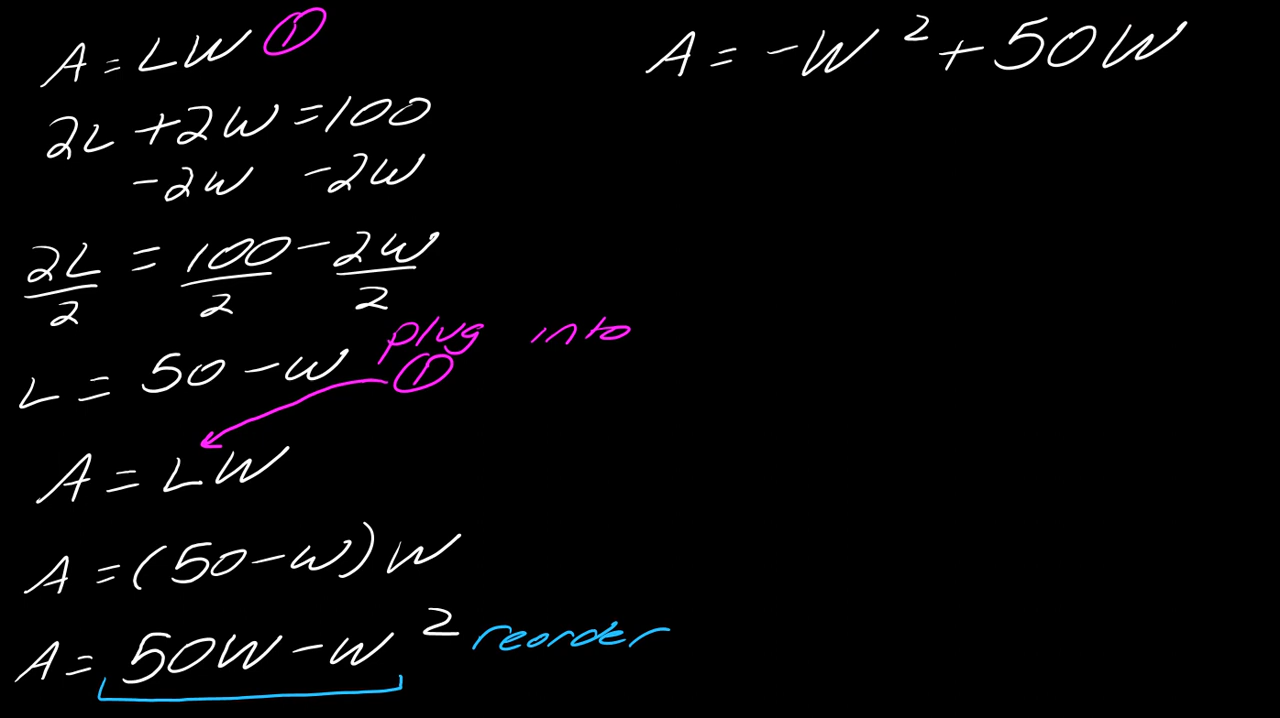 A = LW ①
2L + 2W = 100
-2W -2W
2L/2 = 100/2 - 2W/2
L = 50 - W
plug into
①
A = LW
A = (50 - W)W
A = 50W - W² reorder
A = -W² + 50W